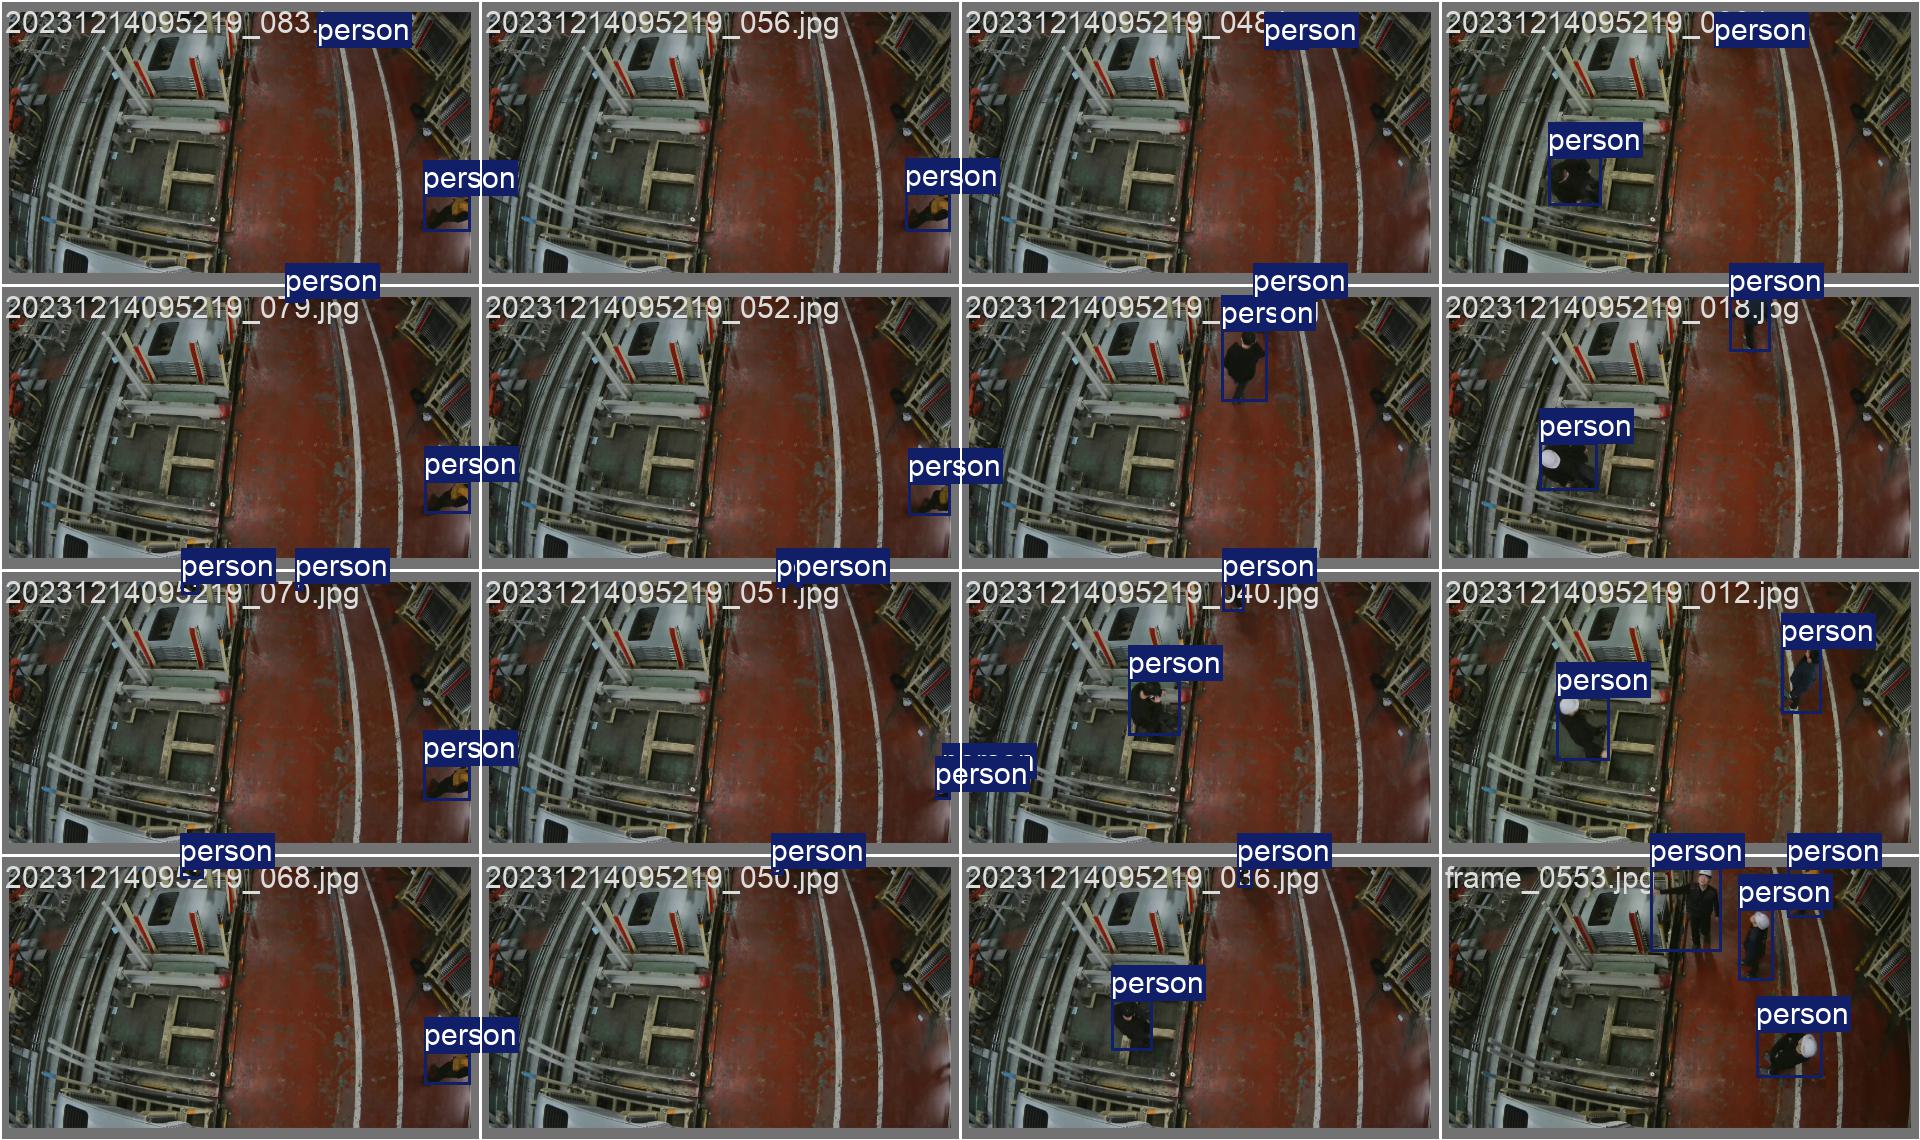 20231214095219_083.
person
20231214095219_056.jpg
20231214095219_048
person
20231214095219_0
person
person
person
person
person
person
person
20231214095219_079.jpg
20231214095219_052.jpg
20231214095219_
person
20231214095219_018.jpg
person
person
person
person
person
person
person
20231214095219_070.jpg
20231214095219_051.jpg
20231214095219_040.jpg
20231214095219_012.jpg
person
person
person
person
person
person
person
person
person
person
20231214095219_068.jpg
20231214095219_050.jpg
20231214095219_036.jpg
frame_0553.jpg
person
person
person
person